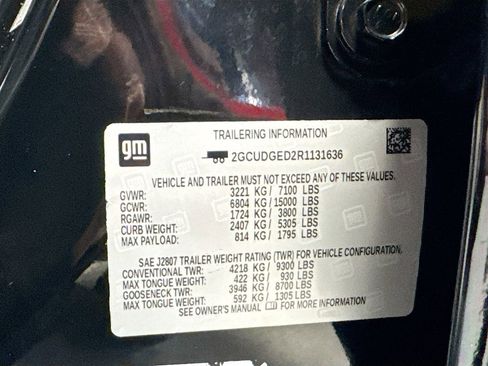 gm
TRAILERING INFORMATION
2GCUDGED2R1131636
VEHICLE AND TRAILER MUST NOT EXCEED ANY OF THESE VALUES.
GVWR: 3221 KG / 7100 LBS
GCWR: 6804 KG / 15000 LBS
RGAWR: 1724 KG / 3800 LBS
CURB WEIGHT: 2407 KG / 5305 LBS
MAX PAYLOAD: 814 KG / 1795 LBS
SAE J2807 TRAILER WEIGHT RATING (TWR) FOR VEHICLE CONFIGURATION.
CONVENTIONAL TWR: 4218 KG / 9300 LBS
MAX TONGUE WEIGHT: 422 KG / 930 LBS
GOOSENECK TWR: 3946 KG / 8700 LBS
MAX TONGUE WEIGHT: 592 KG / 1305 LBS
SEE OWNER'S MANUAL FOR MORE INFORMATION